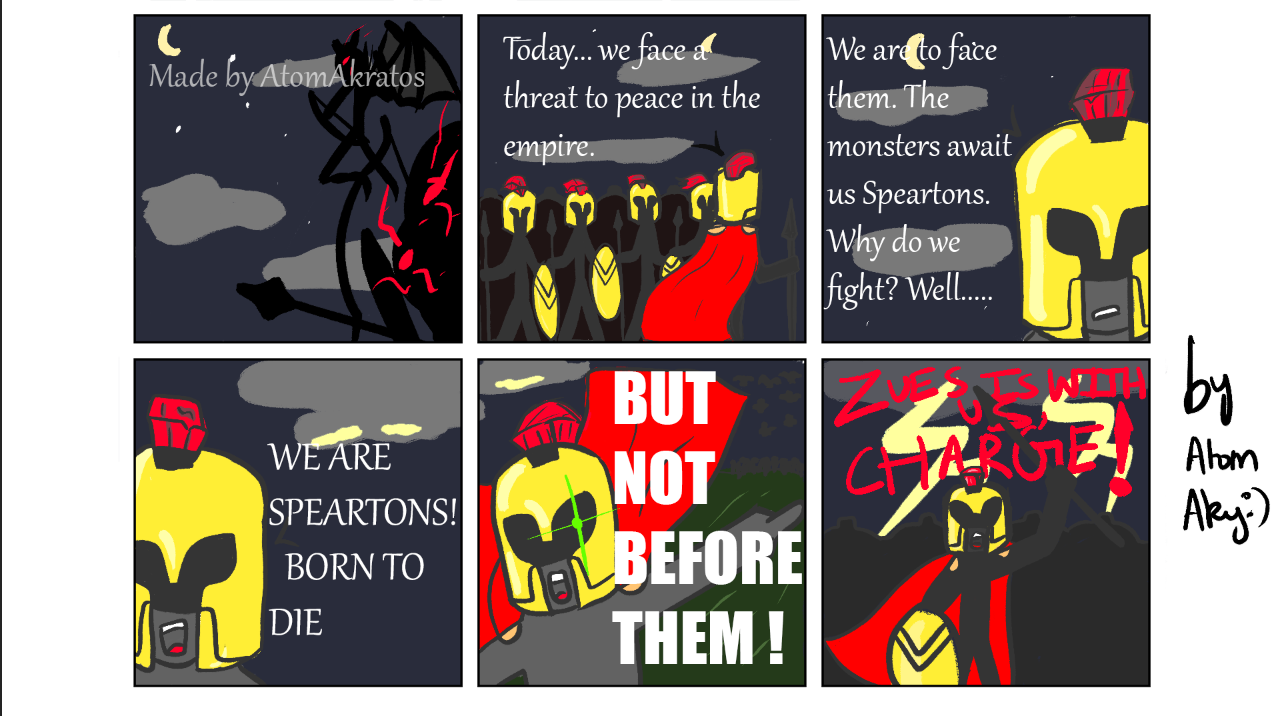 Made by AtomAkratos
Today... we face a
threat to peace in the
empire.
We are to face
them. The
monsters await
us Speartons.
Why do we
fight? Well.....
WE ARE
SPEARTONS!
BORN TO
DIE
BUT
NOT
BEFORE
THEM !
ZUES IS WITH
US,
CHARGE!
by
Atom
Aky:)